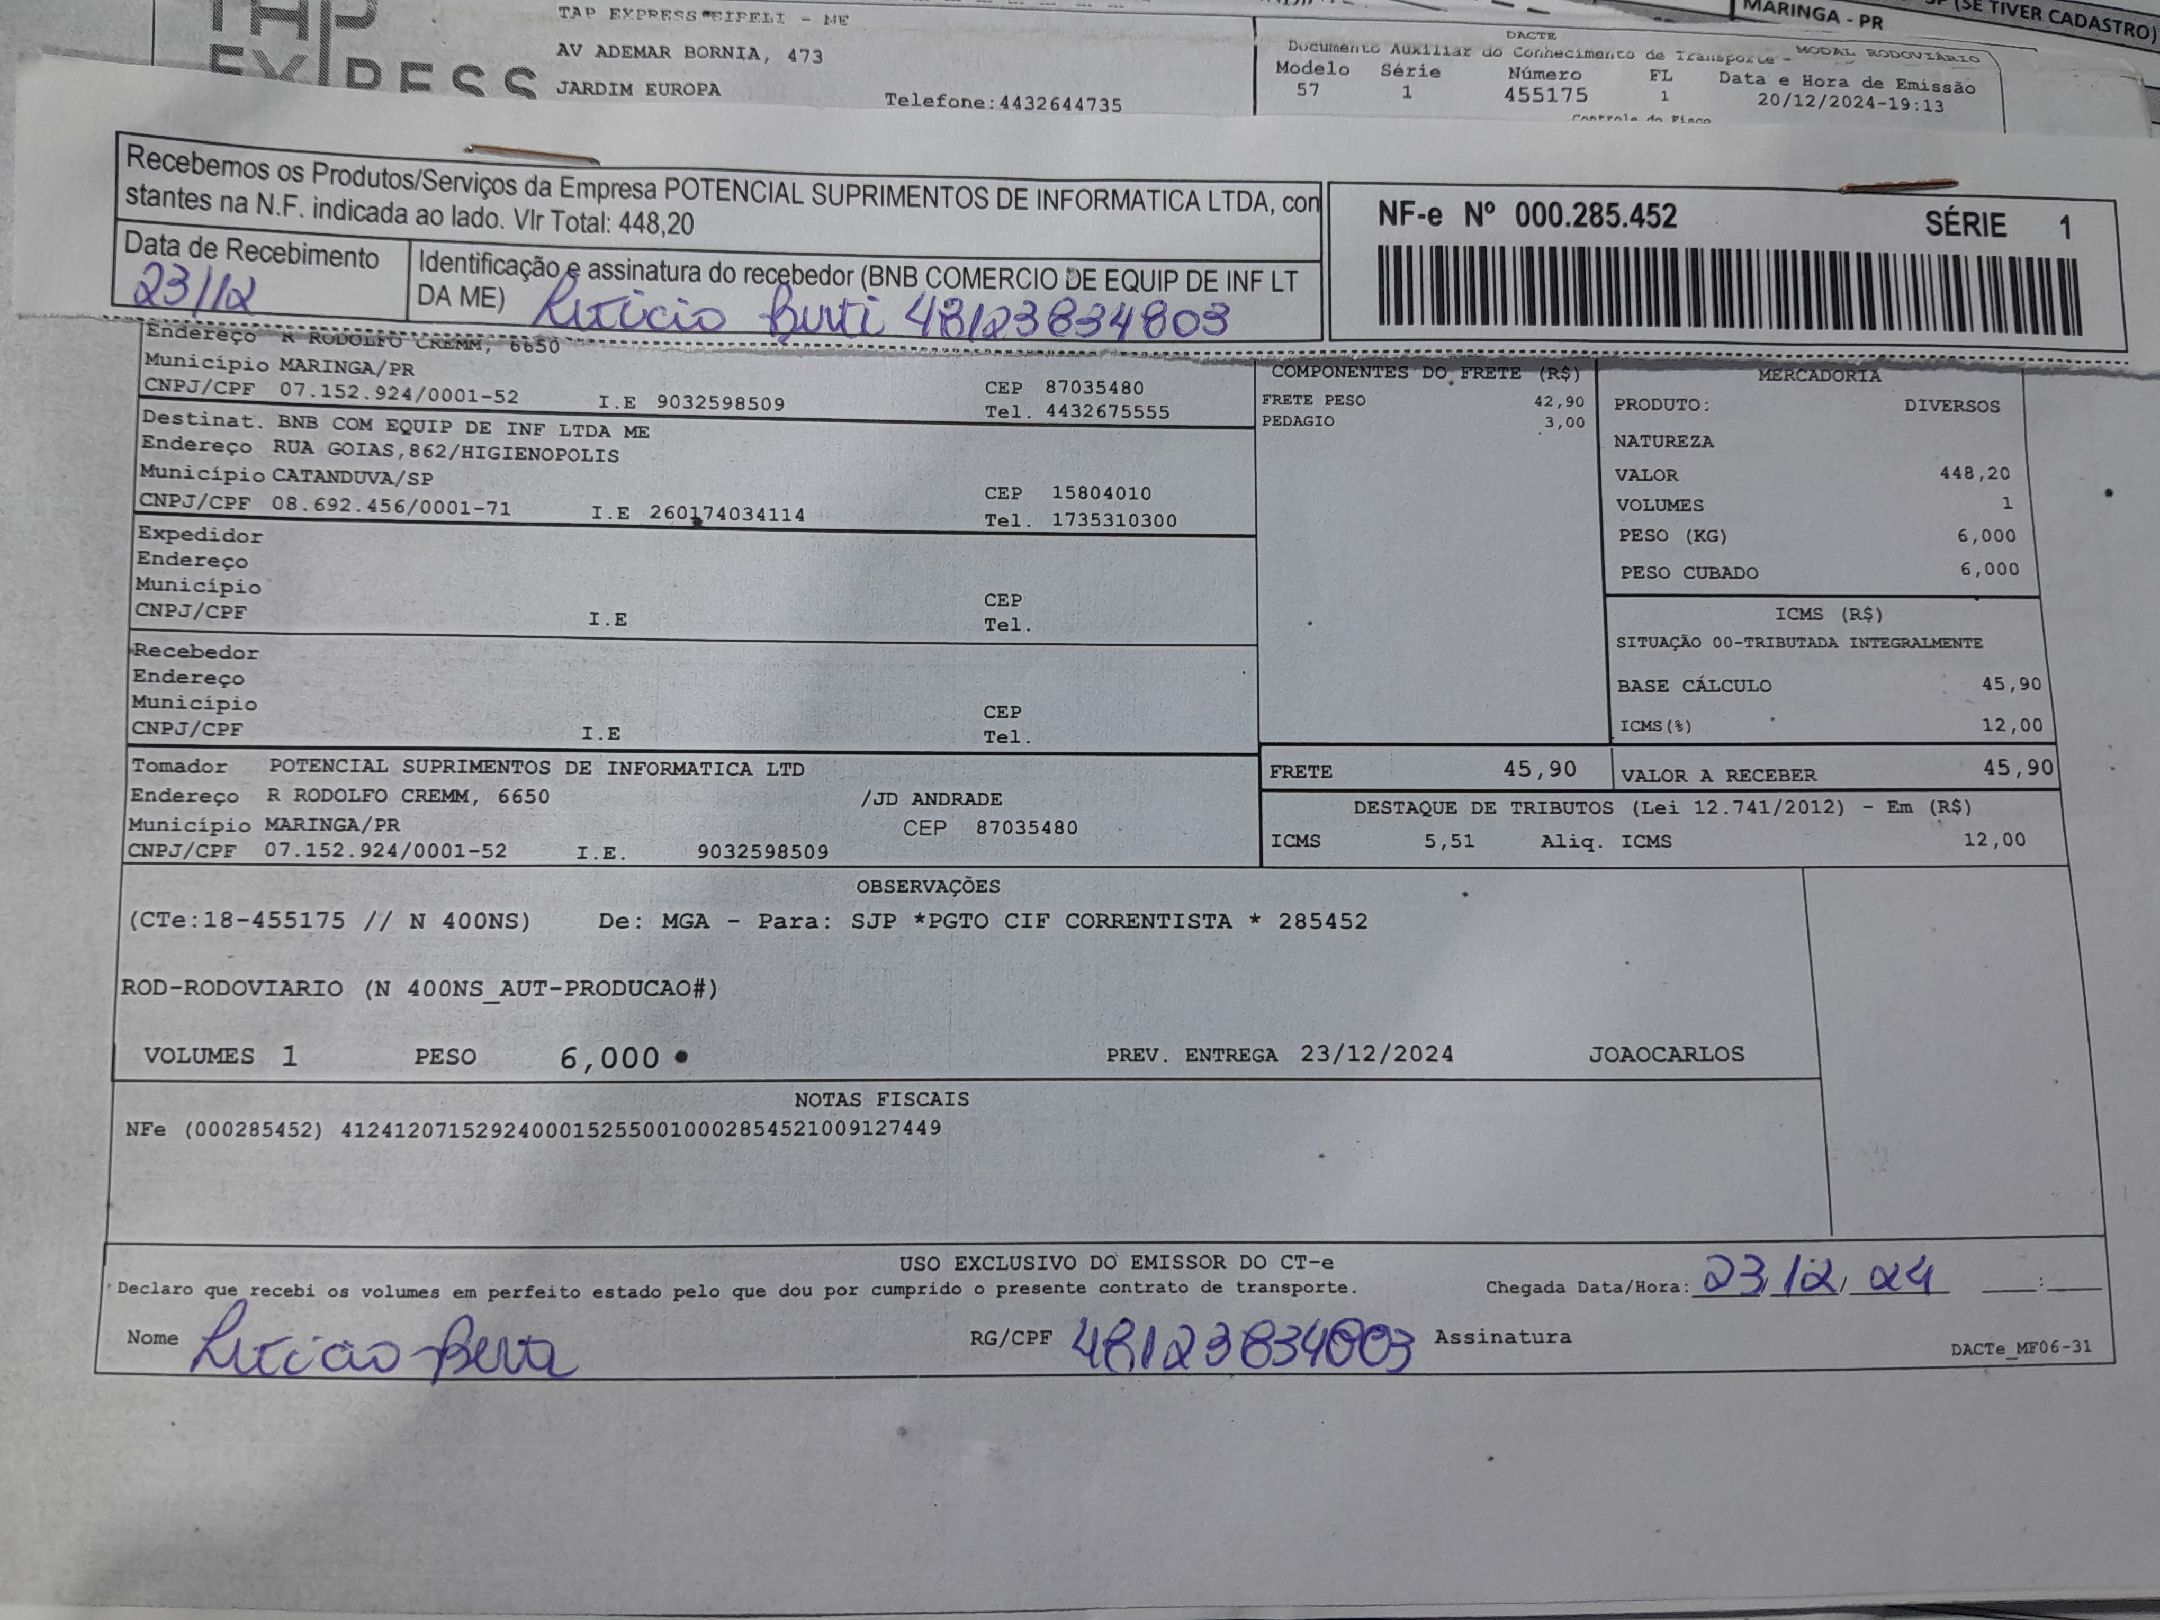 TAP
EXPRESS
TAP EXPRESS EIPELI - ME
AV ADEMAR BORNIA, 473
JARDIM EUROPA
Telefone:4432644735
MARINGA - PR
(SE TIVER CADASTRO)
DACTE
Documento Auxiliar do Conhecimento de Transporte - MODAL RODOVIÁRIO
Modelo Série Número FL Data e Hora de Emissão
57 1 455175 1 20/12/2024-19:13
Controle do Fisco
Recebemos os Produtos/Serviços da Empresa POTENCIAL SUPRIMENTOS DE INFORMATICA LTDA, con
stantes na N.F. indicada ao lado. Vlr Total: 448,20
Data de Recebimento
23/12
Identificação e assinatura do recebedor (BNB COMERCIO DE EQUIP DE INF LT
DA ME) 48123834803
NF-e Nº 000.285.452 SÉRIE 1
Endereço R RODOLFO CREMM, 6650
Município MARINGA/PR
CNPJ/CPF 07.152.924/0001-52 I.E 9032598509
CEP 87035480
Tel. 4432675555
Destinat. BNB COM EQUIP DE INF LTDA ME
Endereço RUA GOIAS,862/HIGIENOPOLIS
Município CATANDUVA/SP
CNPJ/CPF 08.692.456/0001-71 I.E 260174034114
CEP 15804010
Tel. 1735310300
Expedidor
Endereço
Município
CNPJ/CPF I.E
CEP
Tel.
Recebedor
Endereço
Município
CNPJ/CPF I.E
CEP
Tel.
Tomador POTENCIAL SUPRIMENTOS DE INFORMATICA LTD
Endereço R RODOLFO CREMM, 6650 /JD ANDRADE
Município MARINGA/PR CEP 87035480
CNPJ/CPF 07.152.924/0001-52 I.E. 9032598509
COMPONENTES DO FRETE (R$)
FRETE PESO 42,90
PEDAGIO 3,00
MERCADORIA
PRODUTO: DIVERSOS
NATUREZA
VALOR 448,20
VOLUMES 1
PESO (KG) 6,000
PESO CUBADO 6,000
ICMS (R$)
SITUAÇÃO 00-TRIBUTADA INTEGRALMENTE
BASE CÁLCULO 45,90
ICMS(%) 12,00
FRETE 45,90 VALOR A RECEBER 45,90
DESTAQUE DE TRIBUTOS (Lei 12.741/2012) - Em (R$)
ICMS 5,51 Aliq. ICMS 12,00
OBSERVAÇÕES
(CTe:18-455175 // N 400NS) De: MGA - Para: SJP *PGTO CIF CORRENTISTA * 285452
ROD-RODOVIARIO (N 400NS_AUT-PRODUCAO#)
VOLUMES 1 PESO 6,000 PREV. ENTREGA 23/12/2024 JOAOCARLOS
NOTAS FISCAIS
NFe (000285452) 41241207152924000152550010002854521009127449
USO EXCLUSIVO DO EMISSOR DO CT-e
Declaro que recebi os volumes em perfeito estado pelo que dou por cumprido o presente contrato de transporte. Chegada Data/Hora: 23/12/24 __:__
Nome RG/CPF 48123834803 Assinatura
DACTe_MF06-31